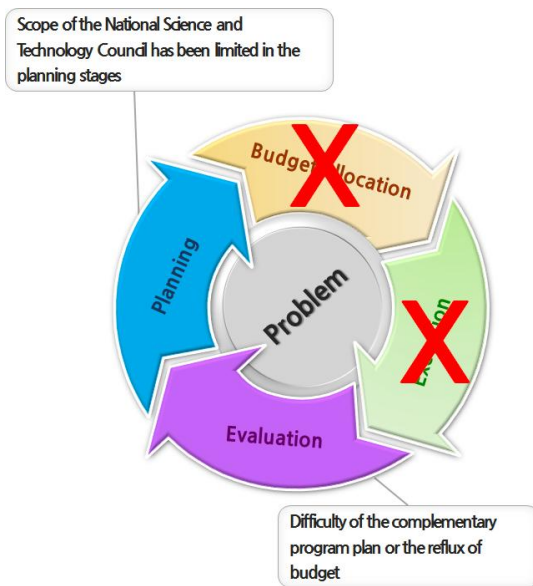 Scope of the National Science and
Technology Council has been limited in the
planning stages
Budget
Planning
Problem
Evaluation
Difficulty of the complementary
program plan or the reflux of
budget